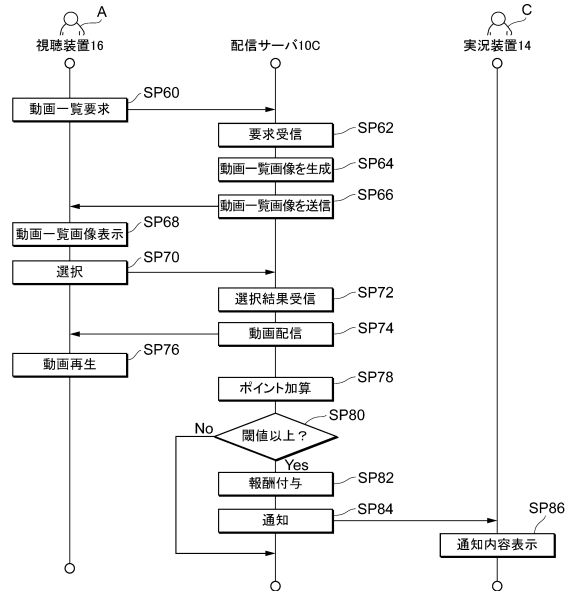 A
C
視聴装置16
配信サーバ10C
実況装置14
SP60
動画一覧要求
SP62
要求受信
SP64
動画一覧画像を生成
SP66
動画一覧画像を送信
SP68
動画一覧画像表示
SP70
選択
SP72
選択結果受信
SP74
動画配信
SP76
動画再生
SP78
ポイント加算
SP80
閾値以上？
No
Yes
SP82
報酬付与
SP84
通知
SP86
通知内容表示